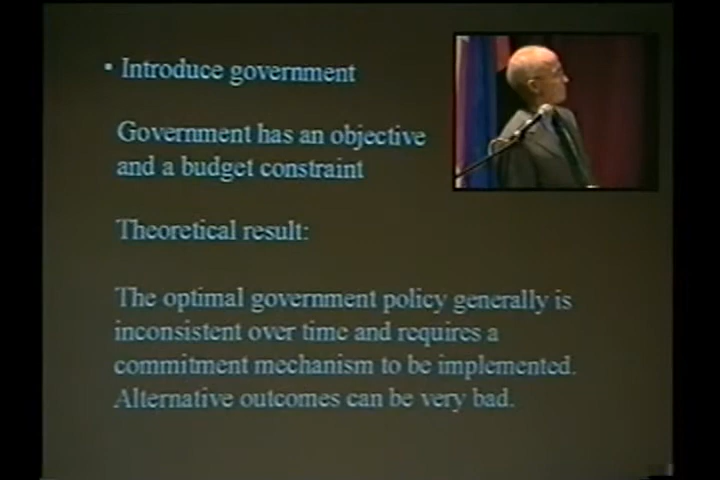 ▪ Introduce government
Government has an objective
and a budget constraint
Theoretical result:
The optimal government policy generally is
inconsistent over time and requires a
commitment mechanism to be implemented.
Alternative outcomes can be very bad.